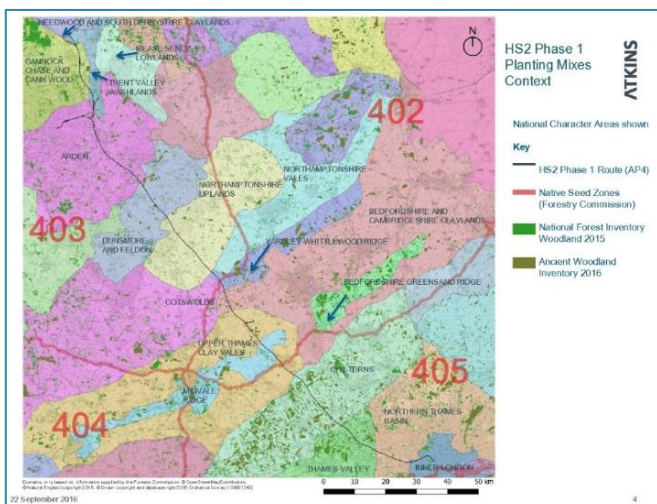 NEEDWOOD AND SOUTH DERBYSHIRE CLAYLANDS
MEASE/SENCE
LOWLANDS
CANNOCK
CHASE AND
CANK WOOD
TRENT VALLEY
WASHLANDS
402
ARDEN
NORTHAMPTONSHIRE
VALES
NORTHAMPTONSHIRE
UPLANDS
403
BEDFORDSHIRE AND
CAMBRIDGESHIRE CLAYLANDS
DUNSMORE
AND FELDON
YARDLEY WHITTLEWOOD RIDGE
BEDFORDSHIRE GREENSAND RIDGE
COTSWOLDS
UPPER THAMES
CLAY VALES
CHILTERNS
405
MIDVALE
RIDGE
404
NORTHERN THAMES
BASIN
THAMES VALLEY
INNER LONDON
N
0 10 20 30 40 50 km
HS2 Phase 1
Planting Mixes
Context
ATKINS
National Character Areas shown
Key
HS2 Phase 1 Route (AP4)
Native Seed Zones
(Forestry Commission)
National Forest Inventory
Woodland 2015
Ancient Woodland
Inventory 2016
22 September 2016
4